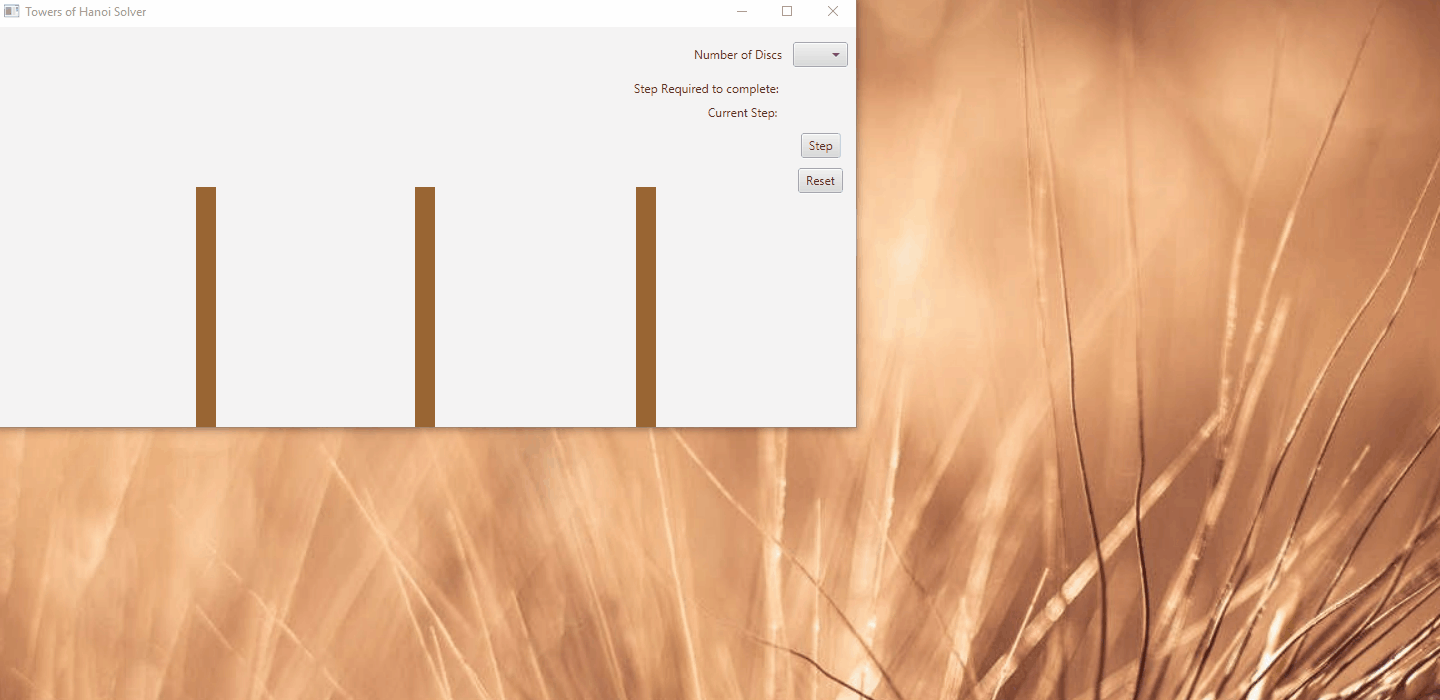 Towers of Hanoi Solver
Number of Discs
Step Required to complete:
Current Step:
Step
Reset